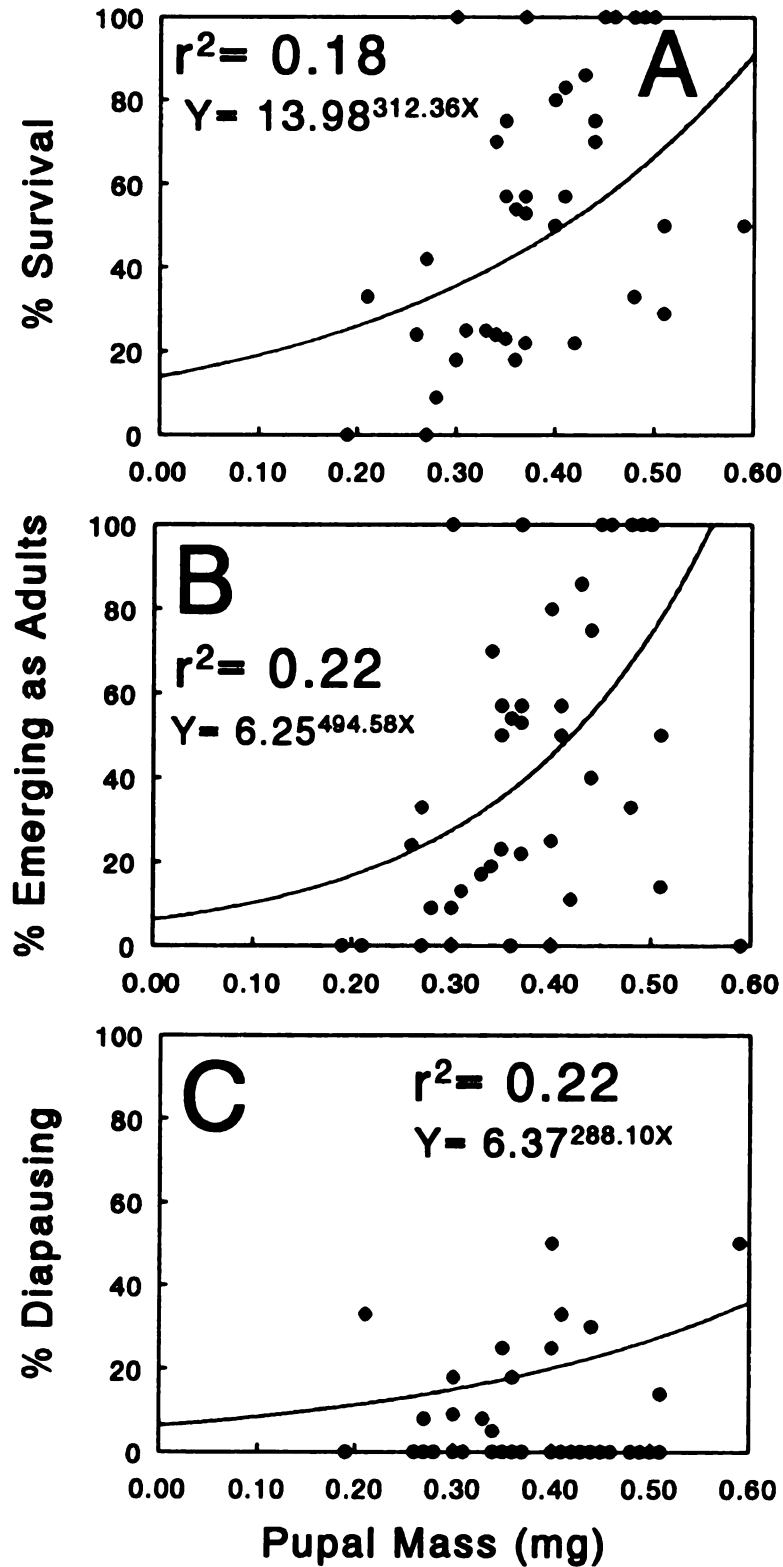 100
80
60
40
20
0
% Survival
r²= 0.18
Y= 13.98^312.36X
A
0.00 0.10 0.20 0.30 0.40 0.50 0.60
100
80
60
40
20
0
% Emerging as Adults
B
r²= 0.22
Y= 6.25^494.58X
0.00 0.10 0.20 0.30 0.40 0.50 0.60
100
80
60
40
20
0
% Diapausing
C
r²= 0.22
Y= 6.37^288.10X
0.00 0.10 0.20 0.30 0.40 0.50 0.60
Pupal Mass (mg)